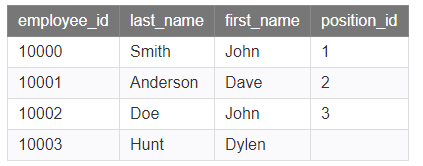 employee_id last_name first_name position_id
10000 Smith John 1
10001 Anderson Dave 2
10002 Doe John 3
10003 Hunt Dylen